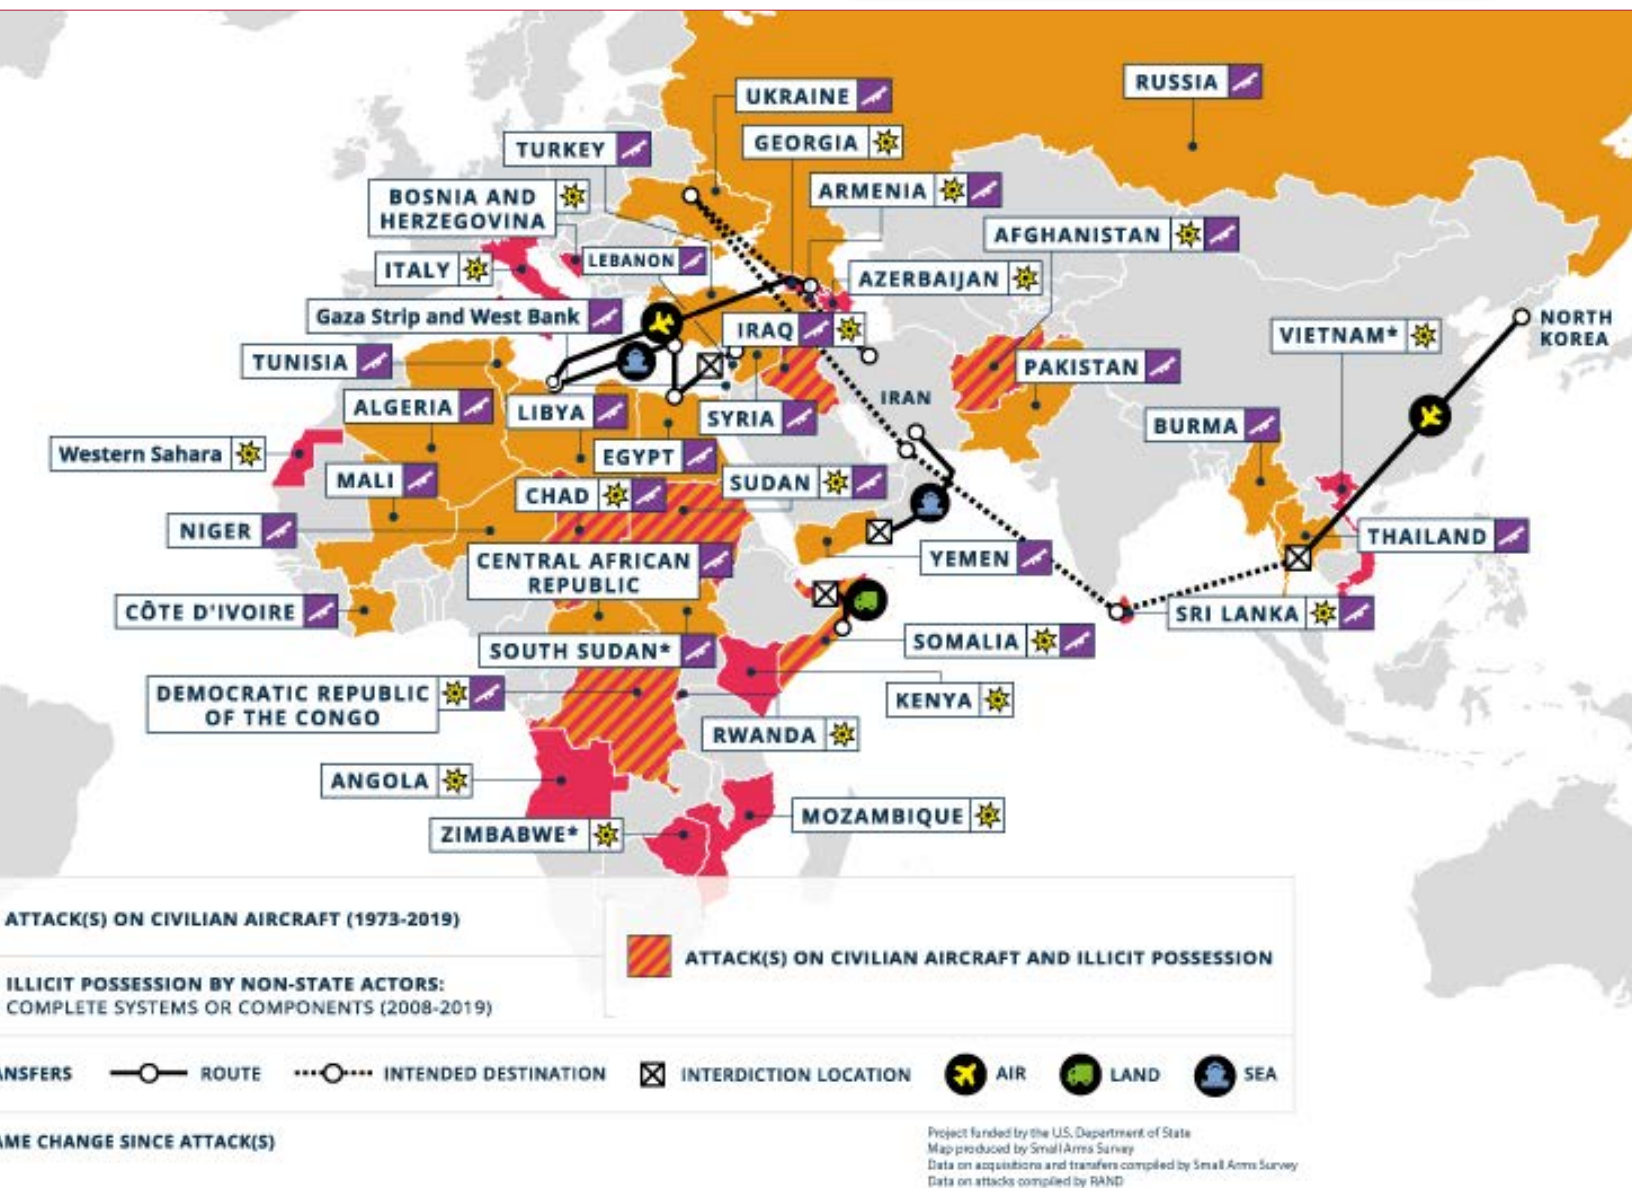 RUSSIA
UKRAINE
GEORGIA
TURKEY
ARMENIA
BOSNIA AND
HERZEGOVINA
AFGHANISTAN
LEBANON
ITALY
AZERBAIJAN
Gaza Strip and West Bank
IRAQ
VIETNAM*
NORTH
KOREA
TUNISIA
PAKISTAN
IRAN
ALGERIA
LIBYA
SYRIA
BURMA
Western Sahara
EGYPT
MALI
CHAD
SUDAN
NIGER
THAILAND
CENTRAL AFRICAN
REPUBLIC
YEMEN
CÔTE D'IVOIRE
SRI LANKA
SOUTH SUDAN*
SOMALIA
DEMOCRATIC REPUBLIC
OF THE CONGO
KENYA
RWANDA
ANGOLA
MOZAMBIQUE
ZIMBABWE*
ATTACK(S) ON CIVILIAN AIRCRAFT (1973-2019)
ATTACK(S) ON CIVILIAN AIRCRAFT AND ILLICIT POSSESSION
ILLICIT POSSESSION BY NON-STATE ACTORS:
COMPLETE SYSTEMS OR COMPONENTS (2008-2019)
ANSFERS ROUTE INTENDED DESTINATION INTERDICTION LOCATION AIR LAND SEA
AME CHANGE SINCE ATTACK(S)
Project funded by the U.S. Department of State
Map produced by Small Arms Survey
Data on acquisitions and transfers compiled by Small Arms Survey
Data on attacks compiled by RAND